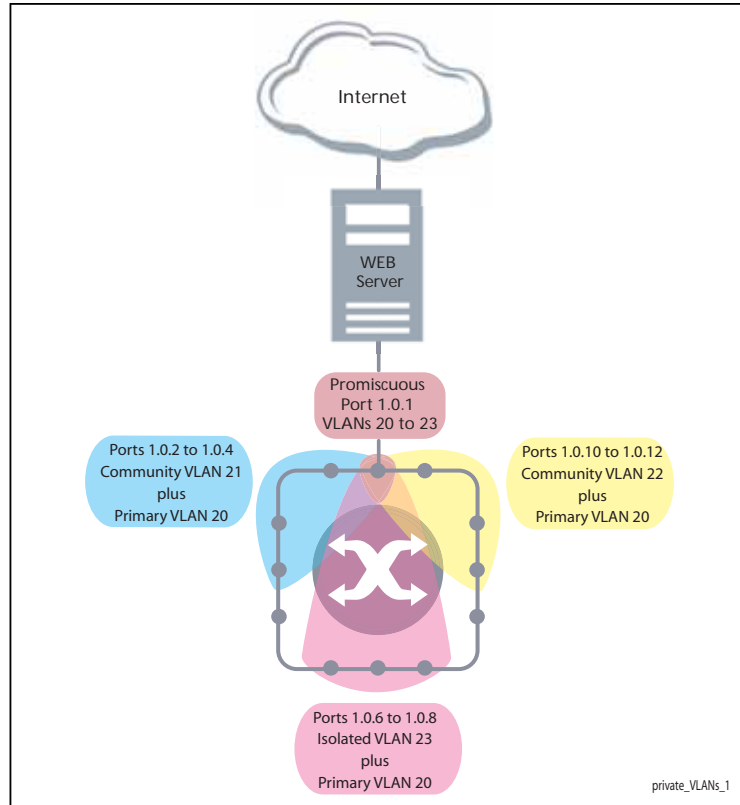 Internet
WEB
Server
Promiscuous
Port 1.0.1
VLANs 20 to 23
Ports 1.0.2 to 1.0.4
Community VLAN 21
plus
Primary VLAN 20
Ports 1.0.10 to 1.0.12
Community VLAN 22
plus
Primary VLAN 20
Ports 1.0.6 to 1.0.8
Isolated VLAN 23
plus
Primary VLAN 20
private_VLANs_1